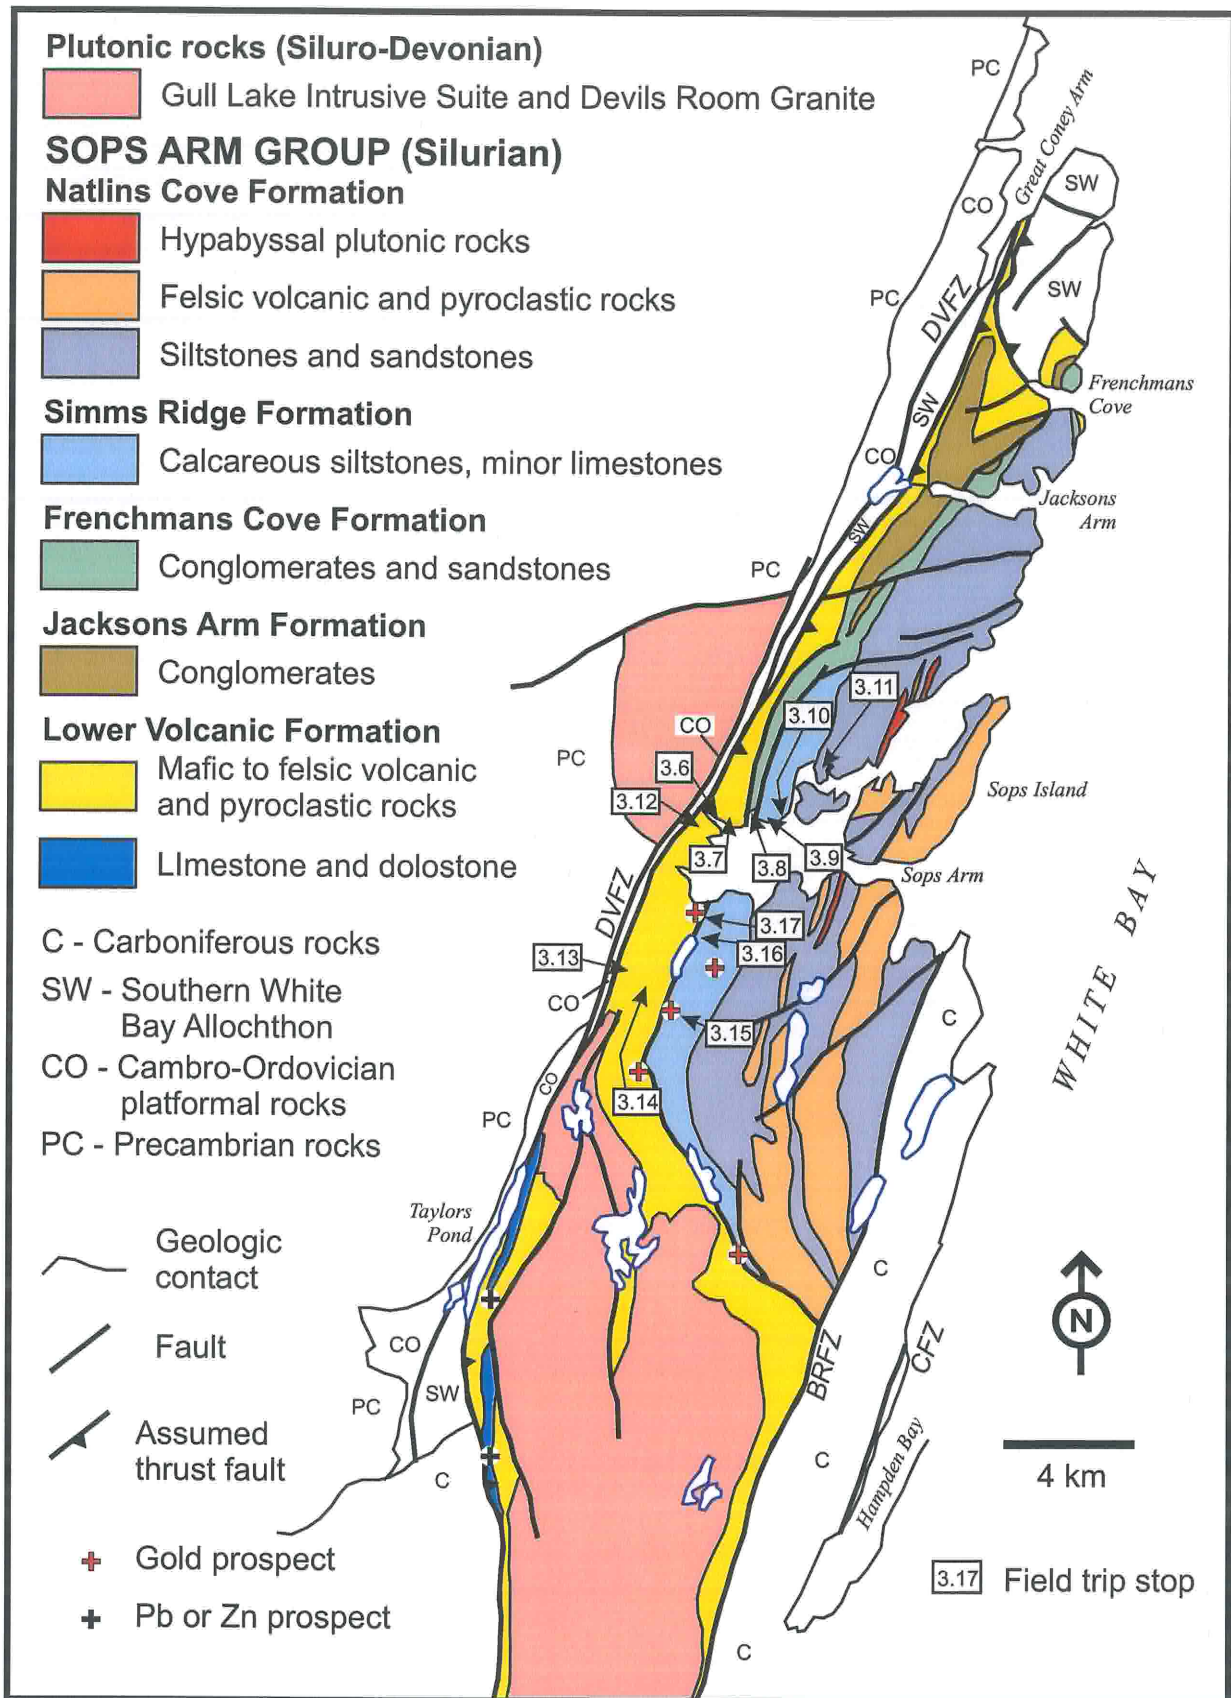 Plutonic rocks (Siluro-Devonian)
Gull Lake Intrusive Suite and Devils Room Granite
SOPS ARM GROUP (Silurian)
Natlins Cove Formation
Hypabyssal plutonic rocks
Felsic volcanic and pyroclastic rocks
Siltstones and sandstones
Simms Ridge Formation
Calcareous siltstones, minor limestones
Frenchmans Cove Formation
Conglomerates and sandstones
Jacksons Arm Formation
Conglomerates
Lower Volcanic Formation
Mafic to felsic volcanic
and pyroclastic rocks
LImestone and dolostone
C - Carboniferous rocks
SW - Southern White
Bay Allochthon
CO - Cambro-Ordovician
platformal rocks
PC - Precambrian rocks
Geologic
contact
Fault
Assumed
thrust fault
Gold prospect
Pb or Zn prospect
PC
Great Coney Arm
SW
CO
SW
PC
DVFZ
Frenchmans
Cove
SW
CO
Jacksons
Arm
SW
PC
3.11
3.10
CO
PC
3.6
3.12
Sops Island
3.7
3.8
3.9
Sops Arm
DVFZ
WHITE BAY
3.17
3.16
3.13
CO
C
3.15
CO
3.14
PC
Taylors
Pond
C
N
CO
BRFZ
CFZ
SW
PC
C
C
Hampden Bay
4 km
3.17
Field trip stop
C